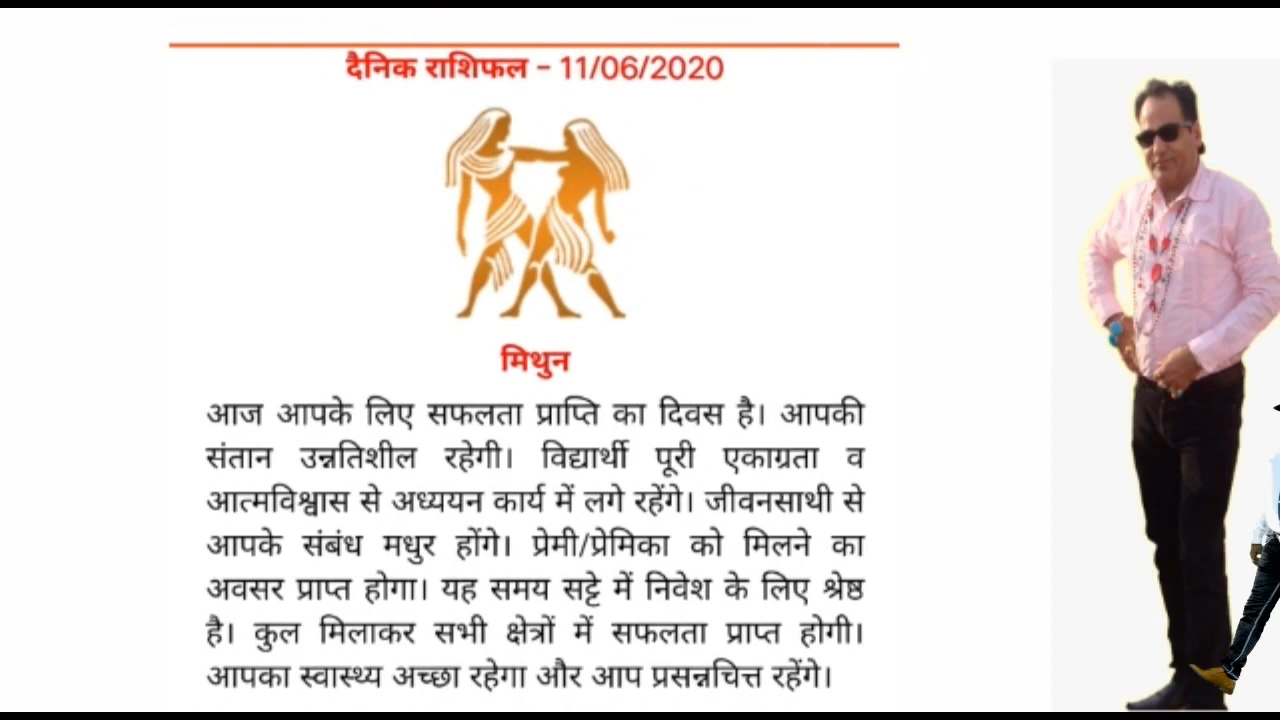 दैनिक राशिफल - 11/06/2020
मिथुन
आज आपके लिए सफलता प्राप्ति का दिवस है। आपकी
संतान उन्नतिशील रहेगी। विद्यार्थी पूरी एकाग्रता व
आत्मविश्वास से अध्ययन कार्य में लगे रहेंगे। जीवनसाथी से
आपके संबंध मधुर होंगे। प्रेमी/प्रेमिका को मिलने का
अवसर प्राप्त होगा। यह समय सट्टे में निवेश के लिए श्रेष्ठ
है। कुल मिलाकर सभी क्षेत्रों में सफलता प्राप्त होगी।
आपका स्वास्थ्य अच्छा रहेगा और आप प्रसन्नचित्त रहेंगे।